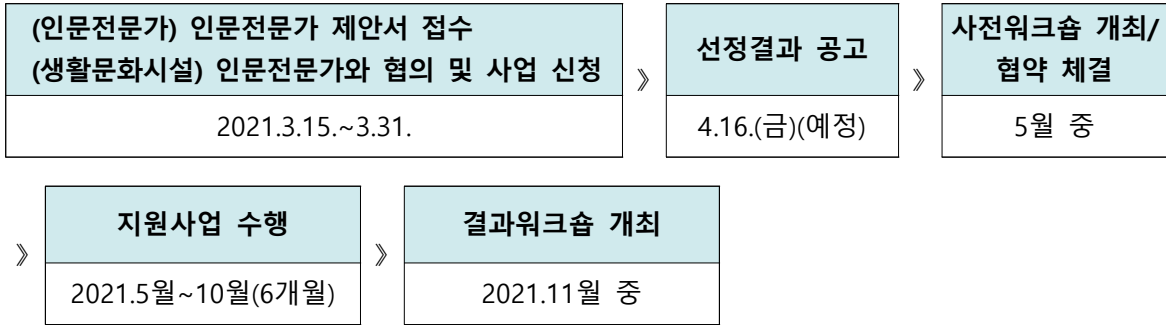 (인문전문가) 인문전문가 제안서 접수
(생활문화시설) 인문전문가와 협의 및 사업 신청
2021.3.15.~3.31.
》
선정결과 공고
4.16.(금)(예정)
》
사전워크숍 개최/
협약 체결
5월 중
》
지원사업 수행
2021.5월~10월(6개월)
》
결과워크숍 개최
2021.11월 중